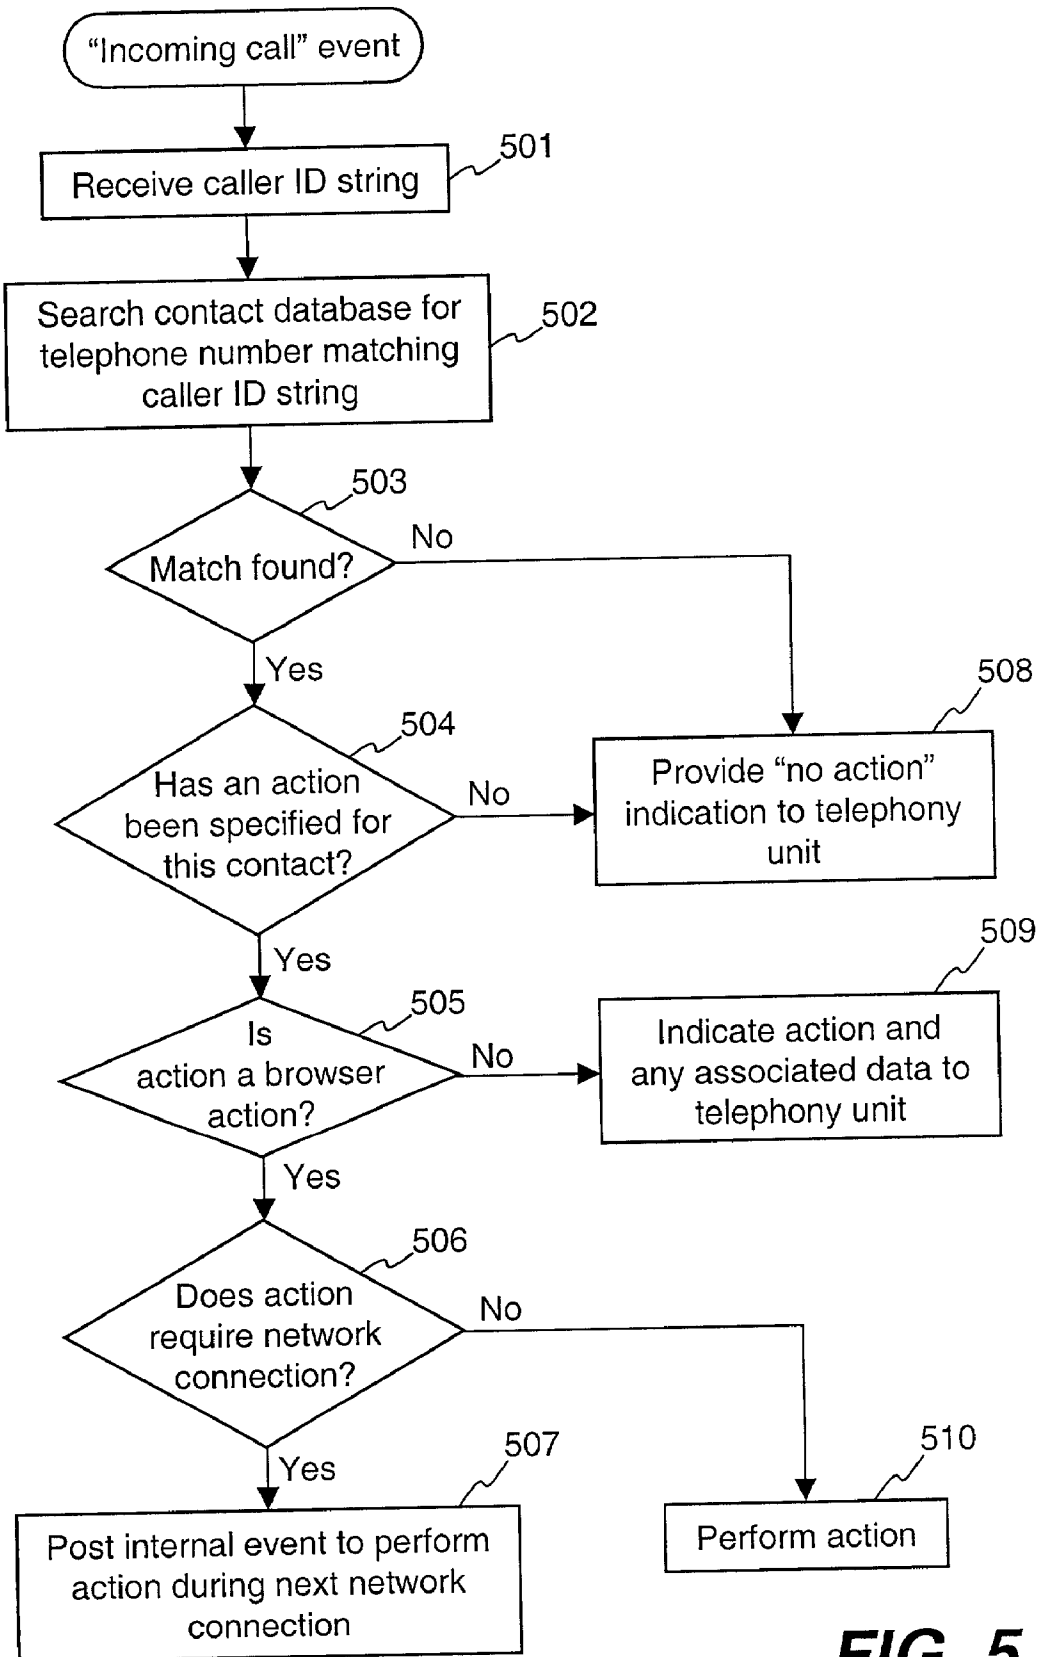 “Incoming call” event
501
Receive caller ID string
502
Search contact database for
telephone number matching
caller ID string
503
No
Match found?
Yes
508
504
Provide “no action”
indication to telephony
unit
No
Has an action
been specified for
this contact?
Yes
509
505
Is
action a browser
action?
No
Indicate action and
any associated data to
telephony unit
Yes
506
Does action
require network
connection?
No
507
510
Yes
Post internal event to perform
action during next network
connection
Perform action
FIG. 5